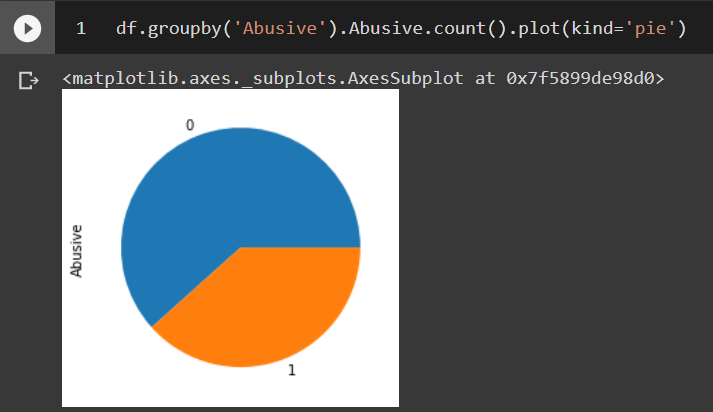 1 df.groupby('Abusive').Abusive.count().plot(kind='pie')
<matplotlib.axes._subplots.AxesSubplot at 0x7f5899de98d0>
0
Abusive
1